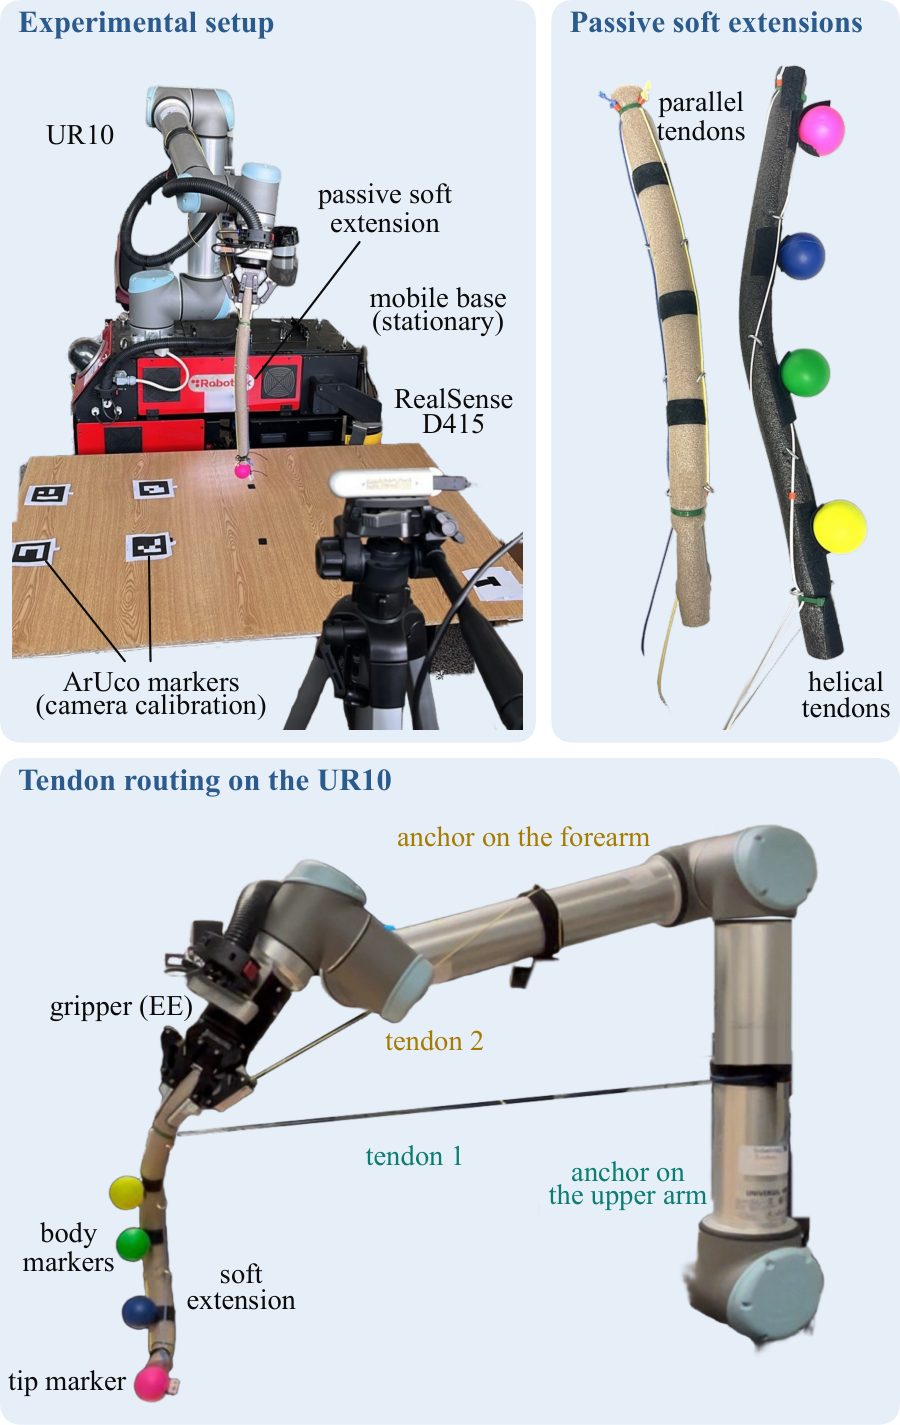 Experimental setup
UR10
passive soft
extension
mobile base
(stationary)
RealSense
D415
ArUco markers
(camera calibration)
Passive soft extensions
parallel
tendons
helical
tendons
Tendon routing on the UR10
anchor on the forearm
gripper (EE)
tendon 2
tendon 1
anchor on
the upper arm
body
markers
soft
extension
tip marker